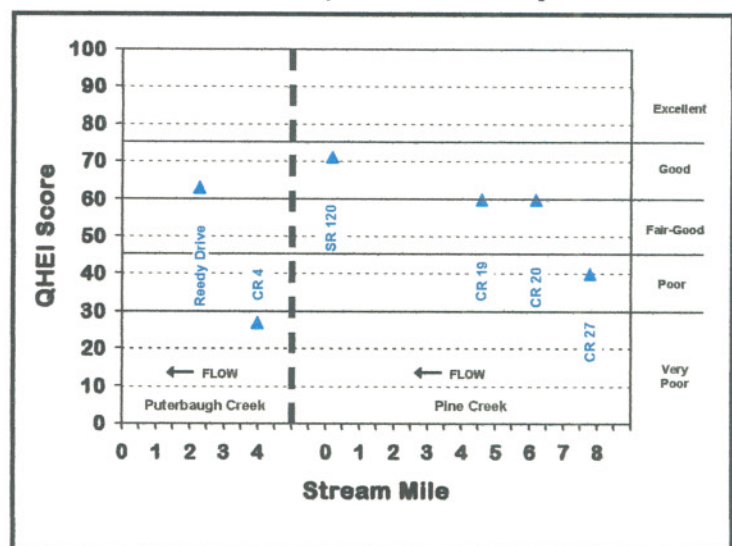 100
90
80
70
60
50
40
30
20
10
0
QHEI Score
Excellent
Good
Fair-Good
Poor
Very
Poor
Reedy Drive
CR 4
SR 120
CR 19
CR 20
CR 27
FLOW
FLOW
Puterbaugh Creek
Pine Creek
0 1 2 3 4 0 1 2 3 4 5 6 7 8
Stream Mile